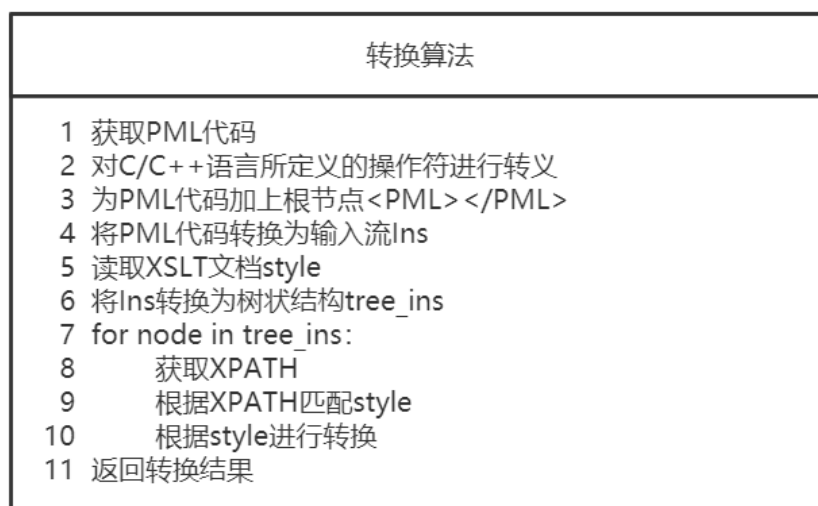 转换算法
1 获取PML代码
2 对C/C++语言所定义的操作符进行转义
3 为PML代码加上根节点<PML></PML>
4 将PML代码转换为输入流Ins
5 读取XSLT文档style
6 将Ins转换为树状结构tree_ins
7 for node in tree_ins:
8 获取XPATH
9 根据XPATH匹配style
10 根据style进行转换
11 返回转换结果